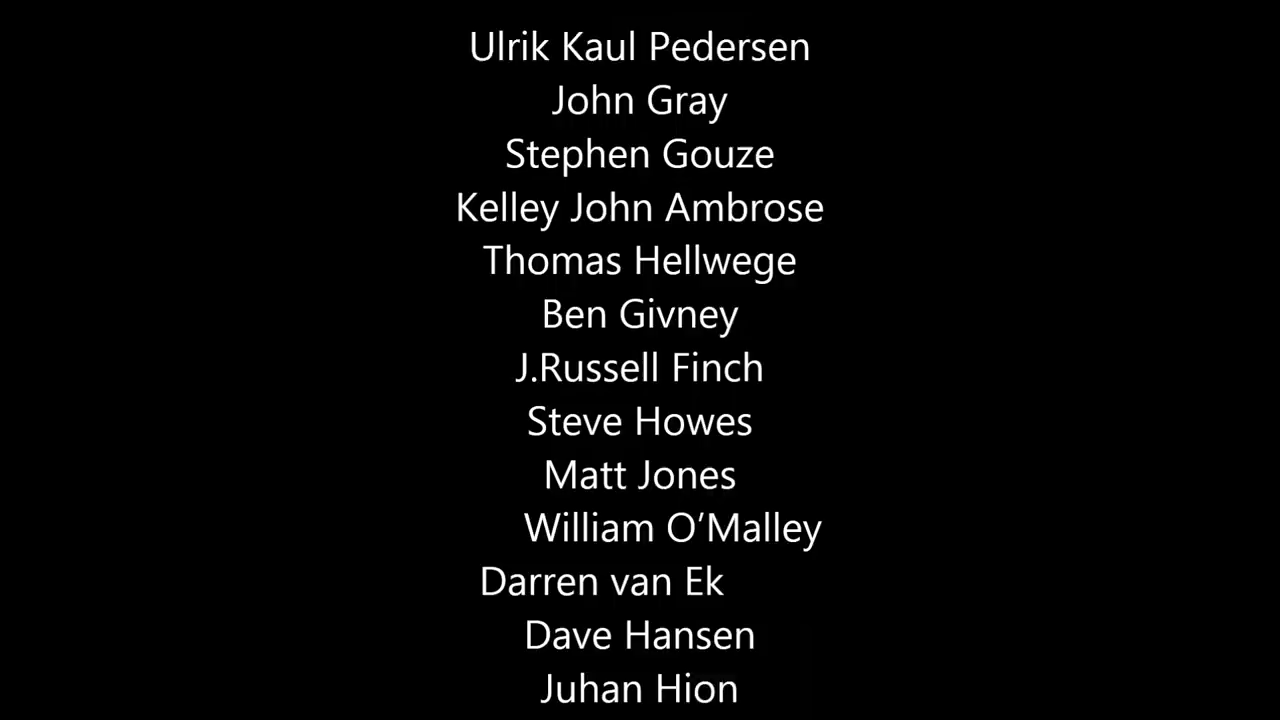 Ulrik Kaul Pedersen
John Gray
Stephen Gouze
Kelley John Ambrose
Thomas Hellwege
Ben Givney
J.Russell Finch
Steve Howes
Matt Jones
William O’Malley
Darren van Ek
Dave Hansen
Juhan Hion